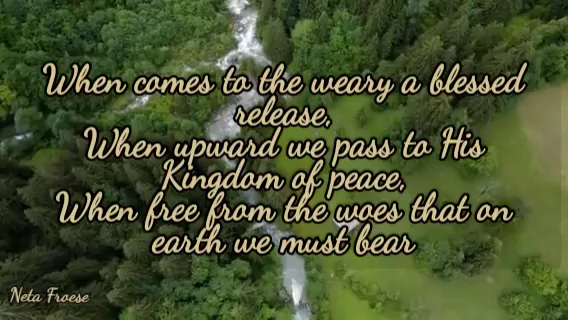 When comes to the weary a blessed
release,
When upward we pass to His
Kingdom of peace,
When free from the woes that on
earth we must bear
Neta Froese